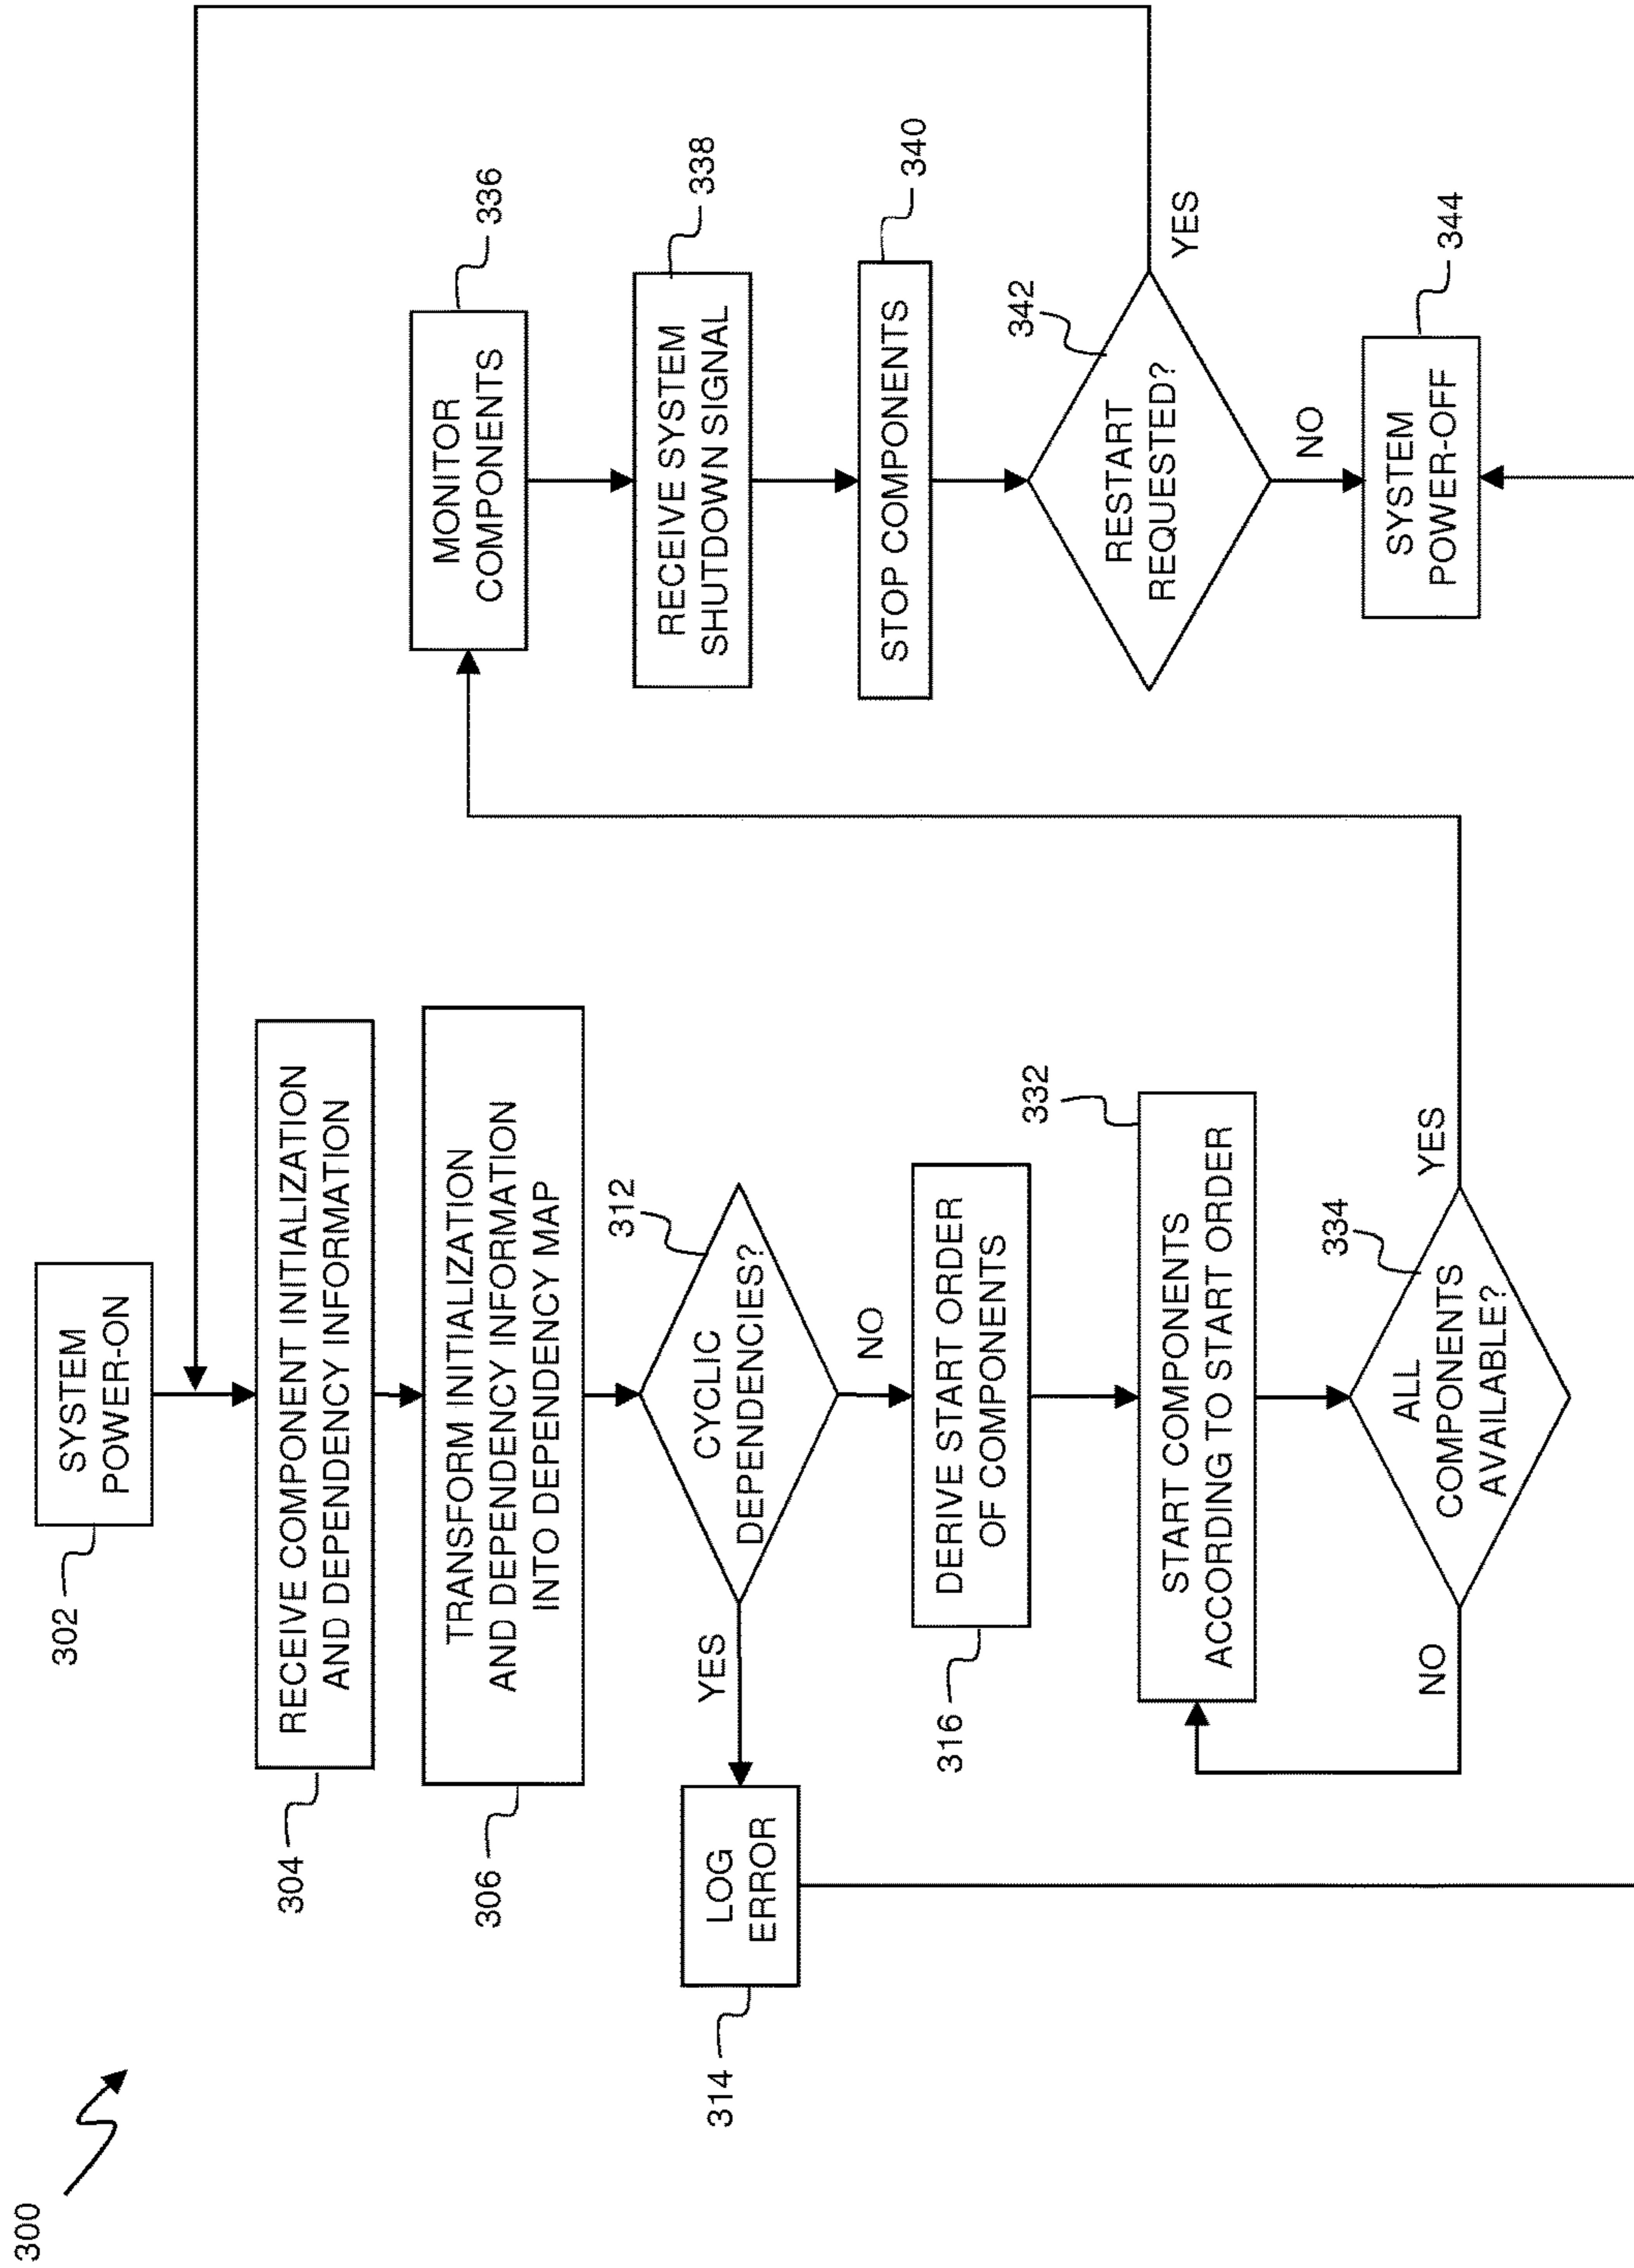 300
302
SYSTEM
POWER-ON
304
RECEIVE COMPONENT INITIALIZATION
AND DEPENDENCY INFORMATION
306
TRANSFORM INITIALIZATION
AND DEPENDENCY INFORMATION
INTO DEPENDENCY MAP
312
CYCLIC
DEPENDENCIES?
YES
NO
314
LOG
ERROR
316
DERIVE START ORDER
OF COMPONENTS
332
START COMPONENTS
ACCORDING TO START ORDER
334
ALL
COMPONENTS
AVAILABLE?
NO
YES
336
MONITOR
COMPONENTS
338
RECEIVE SYSTEM
SHUTDOWN SIGNAL
340
STOP COMPONENTS
342
RESTART
REQUESTED?
YES
NO
344
SYSTEM
POWER-OFF